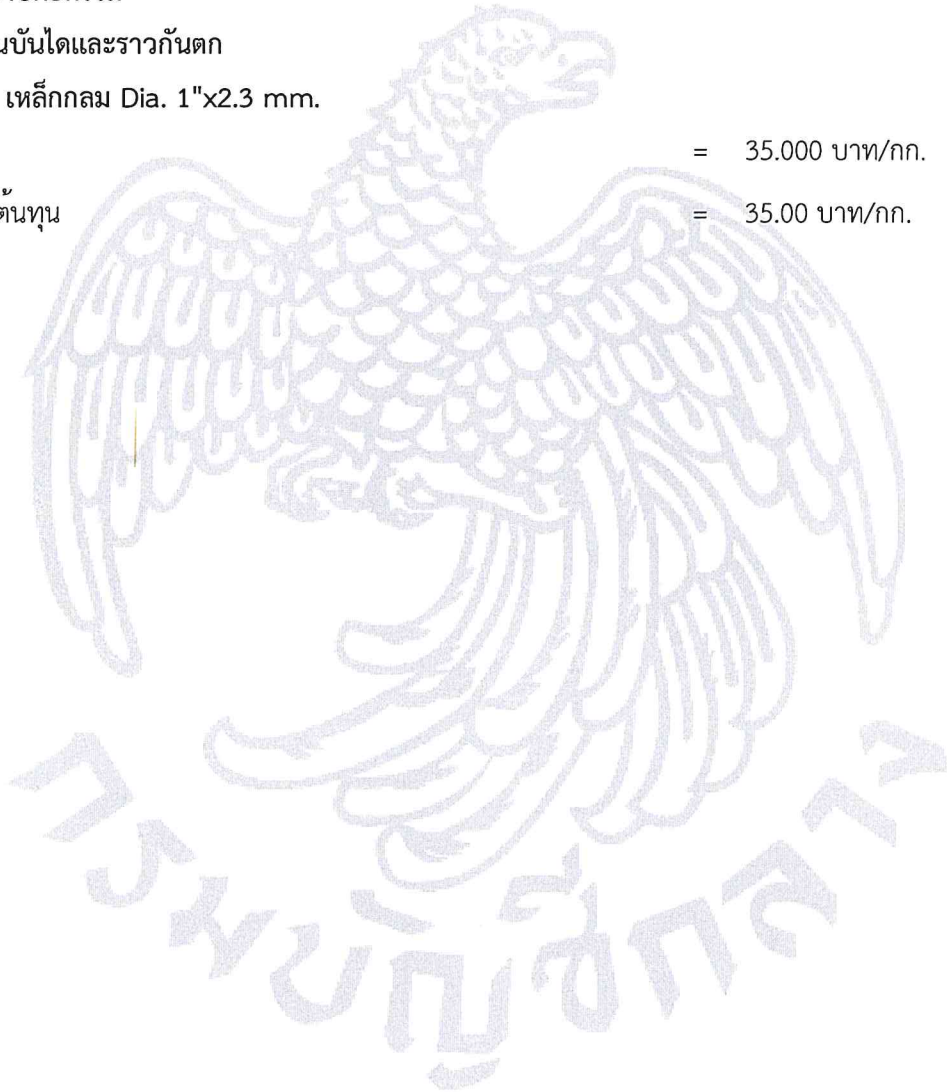 นบันไดและราวกันตก
เหล็กกลม Dia. 1"x2.3 mm.
= 35.000 บาท/กก.
ต้นทุน = 35.00 บาท/กก.
กรมบัญชีกลาง